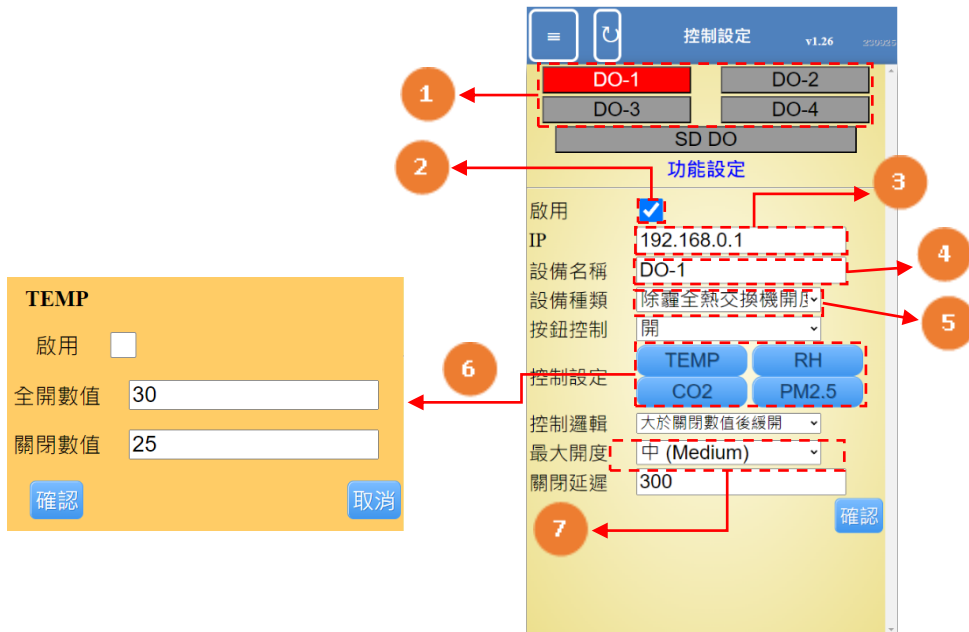 ≡ ↻ 控制設定 v1.26 230925
1
DO-1 DO-2
DO-3 DO-4
SD DO
2
功能設定
3
啟用
IP 192.168.0.1
設備名稱 DO-1
4
設備種類 除霾全熱交換機開度
5
按鈕控制 開
控制設定 TEMP RH
CO2 PM2.5
6
控制邏輯 大於關閉數值後緩開
最大開度 中 (Medium)
關閉延遲 300
7
確認
TEMP
啟用
全開數值 30
關閉數值 25
確認 取消